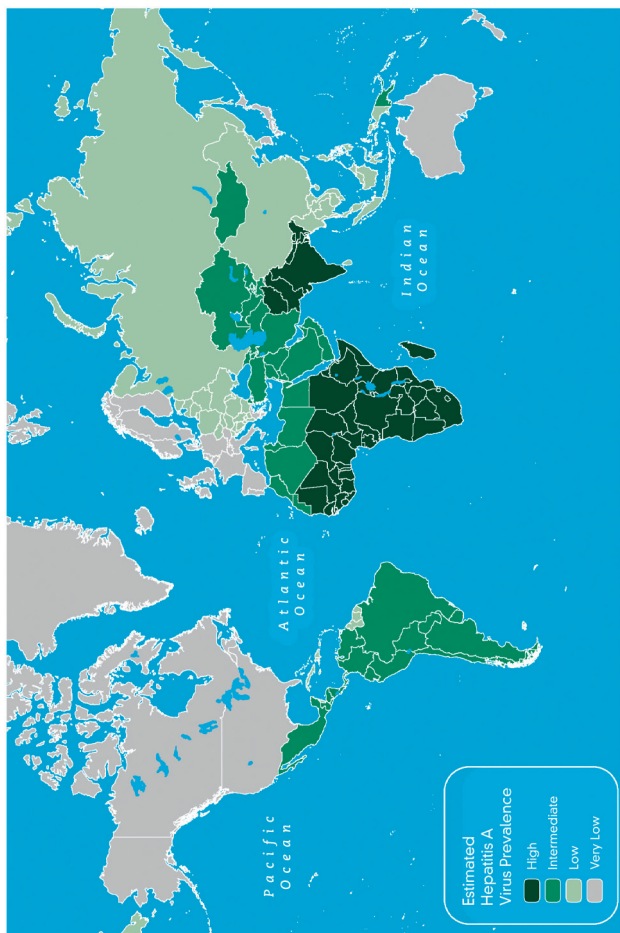 Pacific
Ocean
Atlantic
Ocean
Indian
Ocean
Estimated
Hepatitis A
Virus Prevalence
High
Intermediate
Low
Very Low